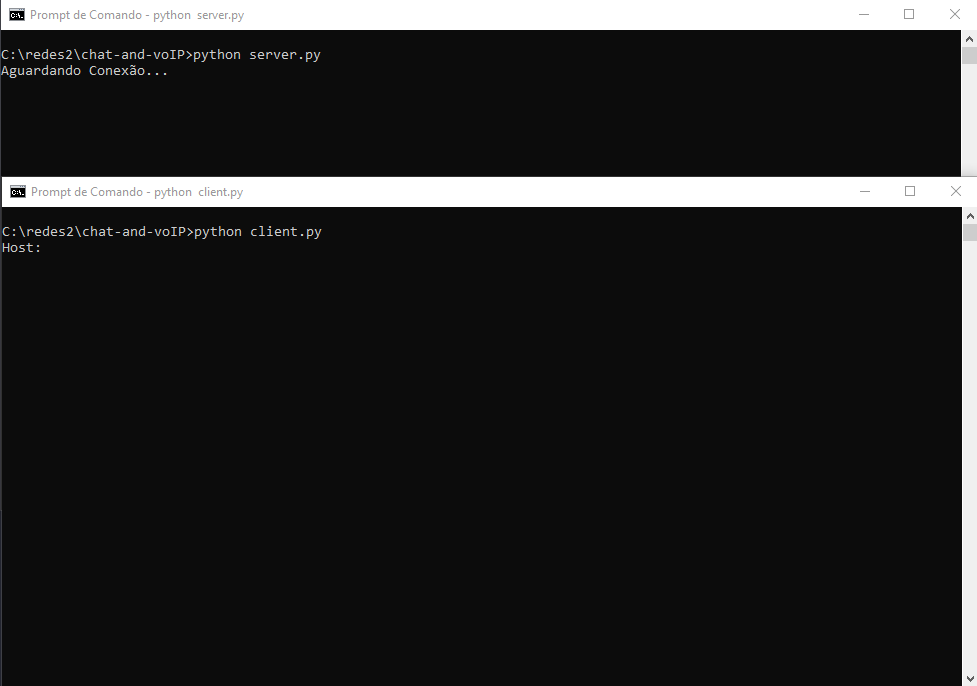 Prompt de Comando - python  server.py
C:\redes2\chat-and-voIP>python server.py
Aguardando Conexão...
Prompt de Comando - python  client.py
C:\redes2\chat-and-voIP>python client.py
Host: